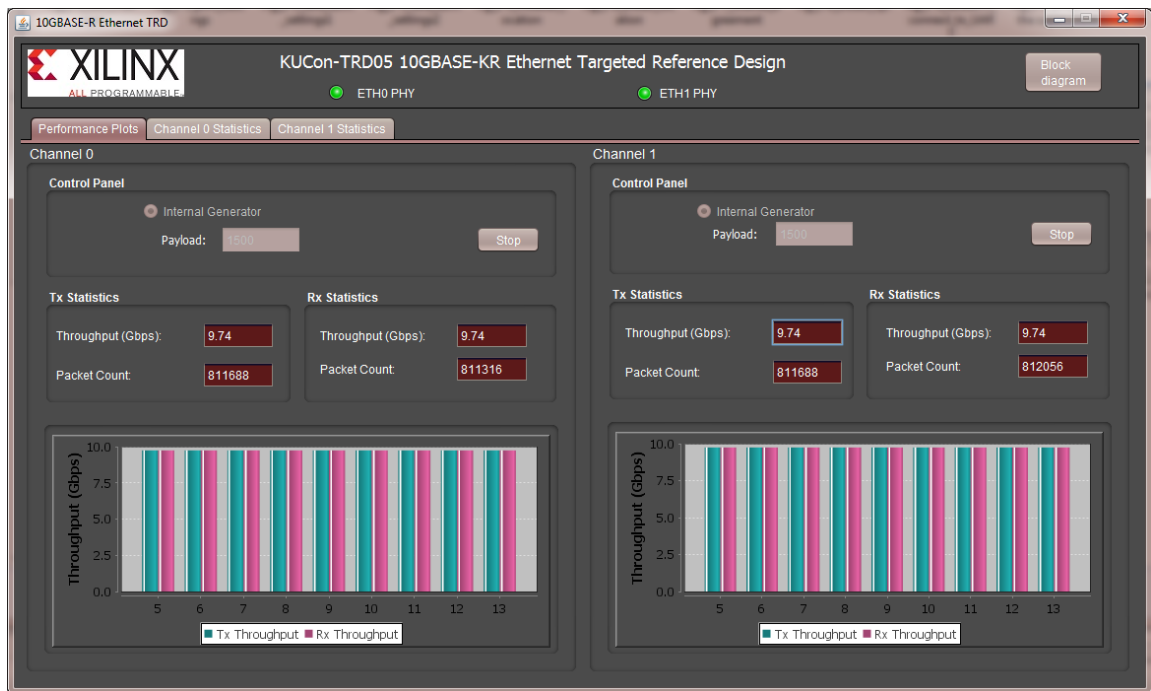 10GBASE-R Ethernet TRD
XILINX
ALL PROGRAMMABLE™
KUCon-TRD05 10GBASE-KR Ethernet Targeted Reference Design
ETH0 PHY
ETH1 PHY
Block
diagram
Performance Plots
Channel 0 Statistics
Channel 1 Statistics
Channel 0
Control Panel
Internal Generator
Payload:
1500
Stop
Tx Statistics
Throughput (Gbps):
9.74
Packet Count:
811688
Rx Statistics
Throughput (Gbps):
9.74
Packet Count:
811316
Throughput (Gbps)
10.0
7.5
5.0
2.5
0.0
5 6 7 8 9 10 11 12 13
Tx Throughput Rx Throughput
Channel 1
Control Panel
Internal Generator
Payload:
1500
Stop
Tx Statistics
Throughput (Gbps):
9.74
Packet Count:
811688
Rx Statistics
Throughput (Gbps):
9.74
Packet Count:
812056
Throughput (Gbps)
10.0
7.5
5.0
2.5
0.0
5 6 7 8 9 10 11 12 13
Tx Throughput Rx Throughput